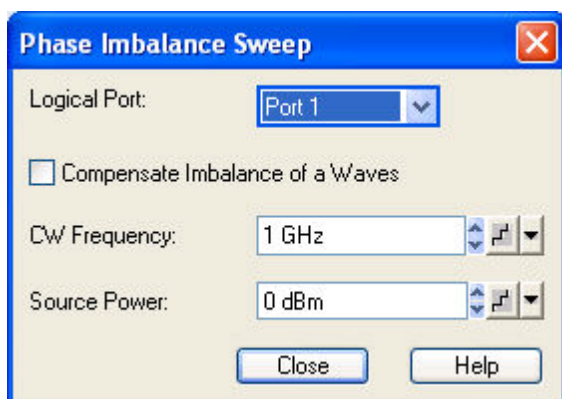 Phase Imbalance Sweep
Logical Port: Port 1
Compensate Imbalance of a Waves
CW Frequency: 1 GHz
Source Power: 0 dBm
Close Help